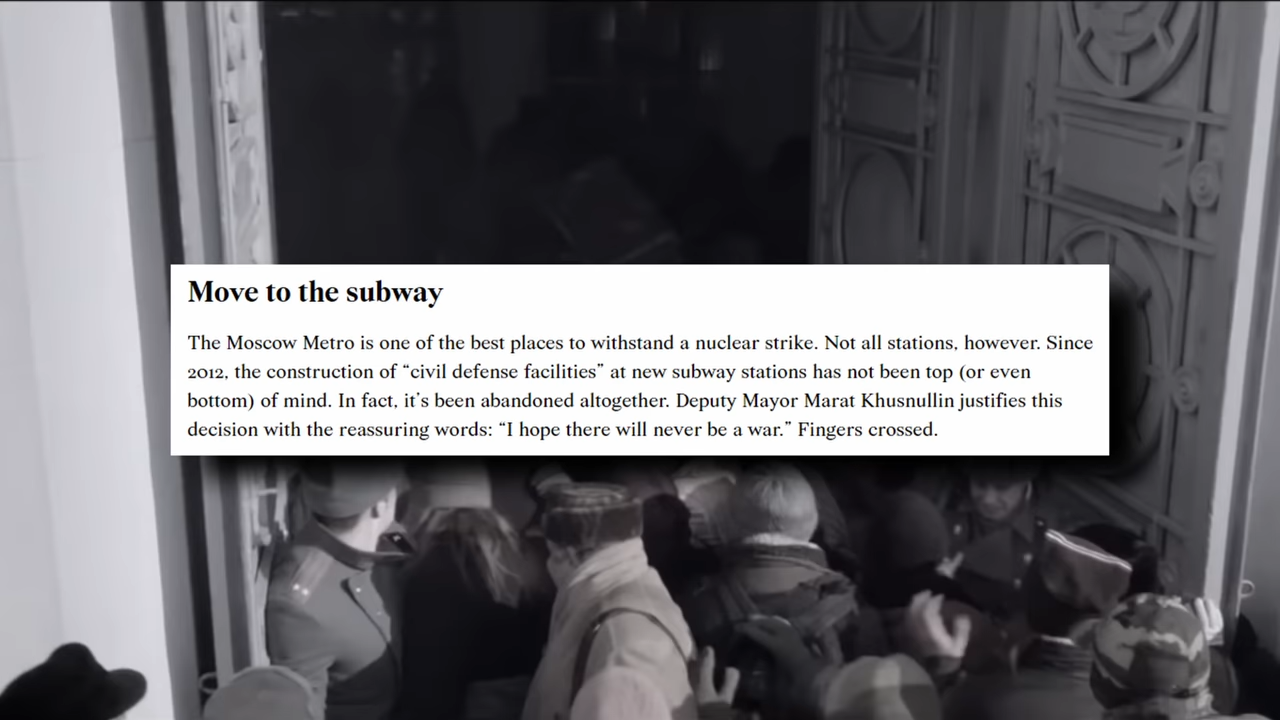 Move to the subway
The Moscow Metro is one of the best places to withstand a nuclear strike. Not all stations, however. Since
2012, the construction of “civil defense facilities” at new subway stations has not been top (or even
bottom) of mind. In fact, it’s been abandoned altogether. Deputy Mayor Marat Khusnullin justifies this
decision with the reassuring words: “I hope there will never be a war.” Fingers crossed.